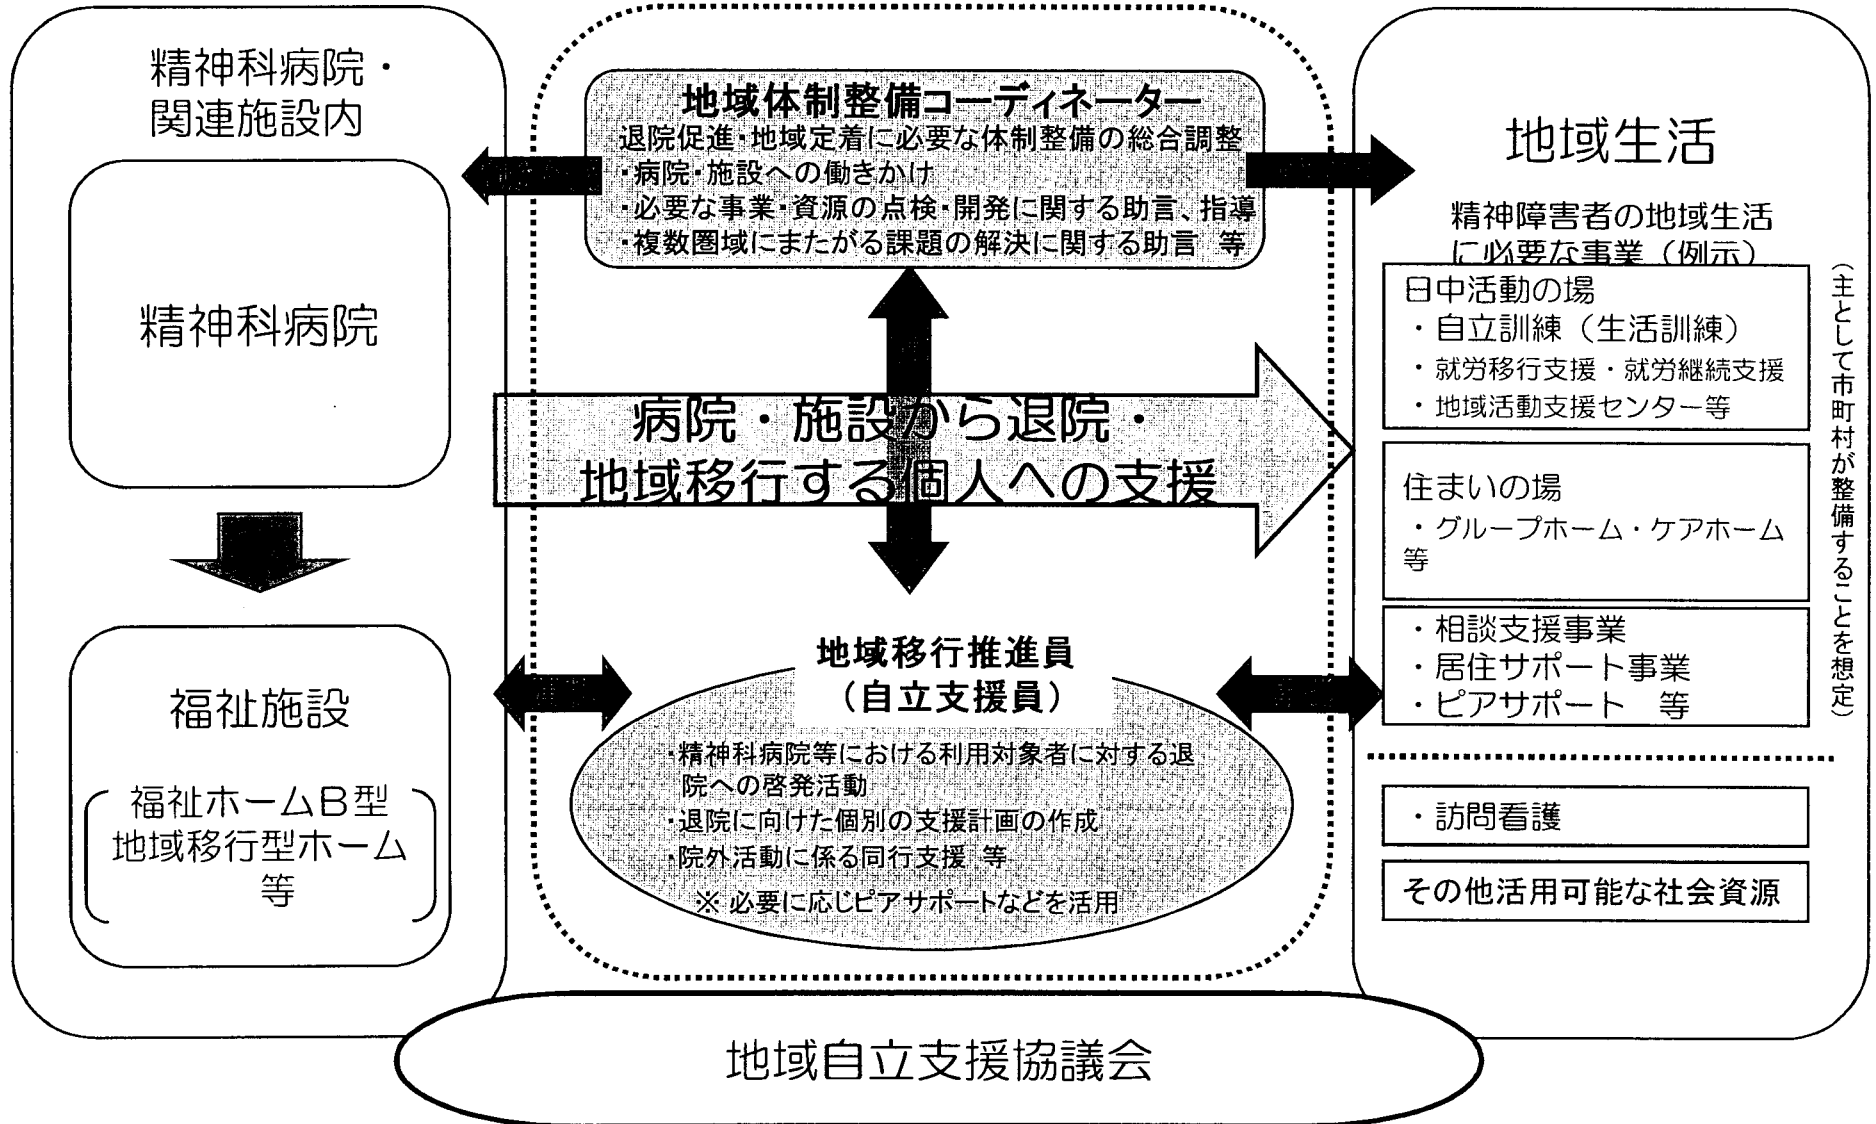 精神科病院・
関連施設内
精神科病院
福祉施設
福祉ホームB型
地域移行型ホーム
等
地域体制整備コーディネーター
退院促進・地域定着に必要な体制整備の総合調整
・病院・施設への働きかけ
・必要な事業・資源の点検・開発に関する助言、指導
・複数圏域にまたがる課題の解決に関する助言 等
病院・施設から退院・
地域移行する個人への支援
地域移行推進員
（自立支援員）
・精神科病院等における利用対象者に対する退
院への啓発活動
・退院に向けた個別の支援計画の作成
・院外活動に係る同行支援 等
※ 必要に応じピアサポートなどを活用
地域生活
精神障害者の地域生活
に必要な事業（例示）
日中活動の場
・自立訓練（生活訓練）
・就労移行支援・就労継続支援
・地域活動支援センター等
住まいの場
・グループホーム・ケアホーム
等
・相談支援事業
・居住サポート事業
・ピアサポート 等
（主として市町村が整備することを想定）
・訪問看護
その他活用可能な社会資源
地域自立支援協議会